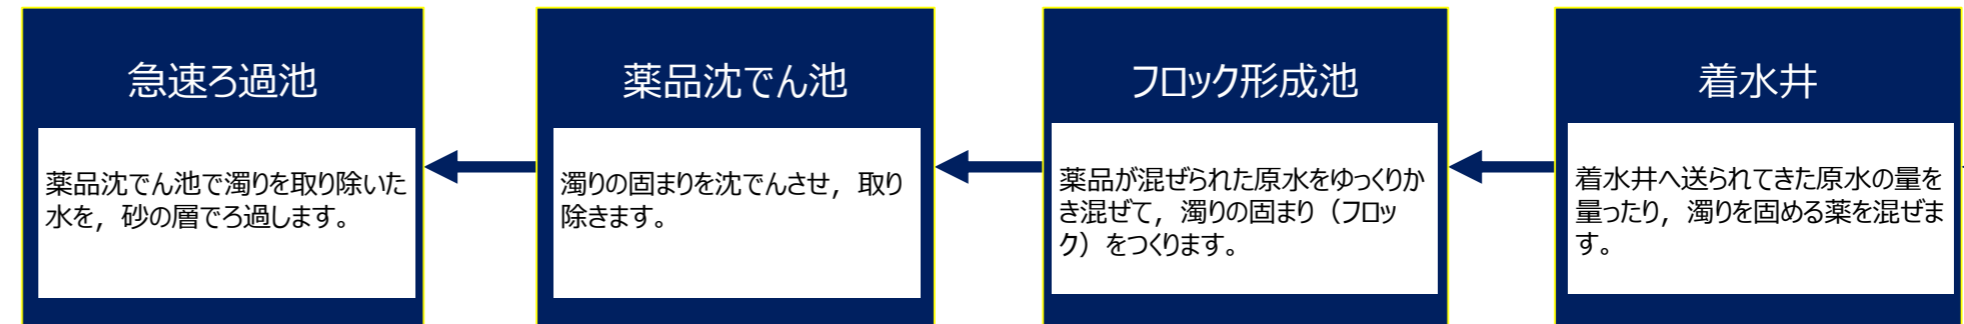 急速ろ過池
薬品沈でん池で濁りを取り除いた
水を，砂の層でろ過します。
薬品沈でん池
濁りの固まりを沈でんさせ，取り
除きます。
フロック形成池
薬品が混ぜられた原水をゆっくりか
き混ぜて，濁りの固まり（フロッ
ク）をつくります。
着水井
着水井へ送られてきた原水の量を
量ったり，濁りを固める薬を混ぜま
す。